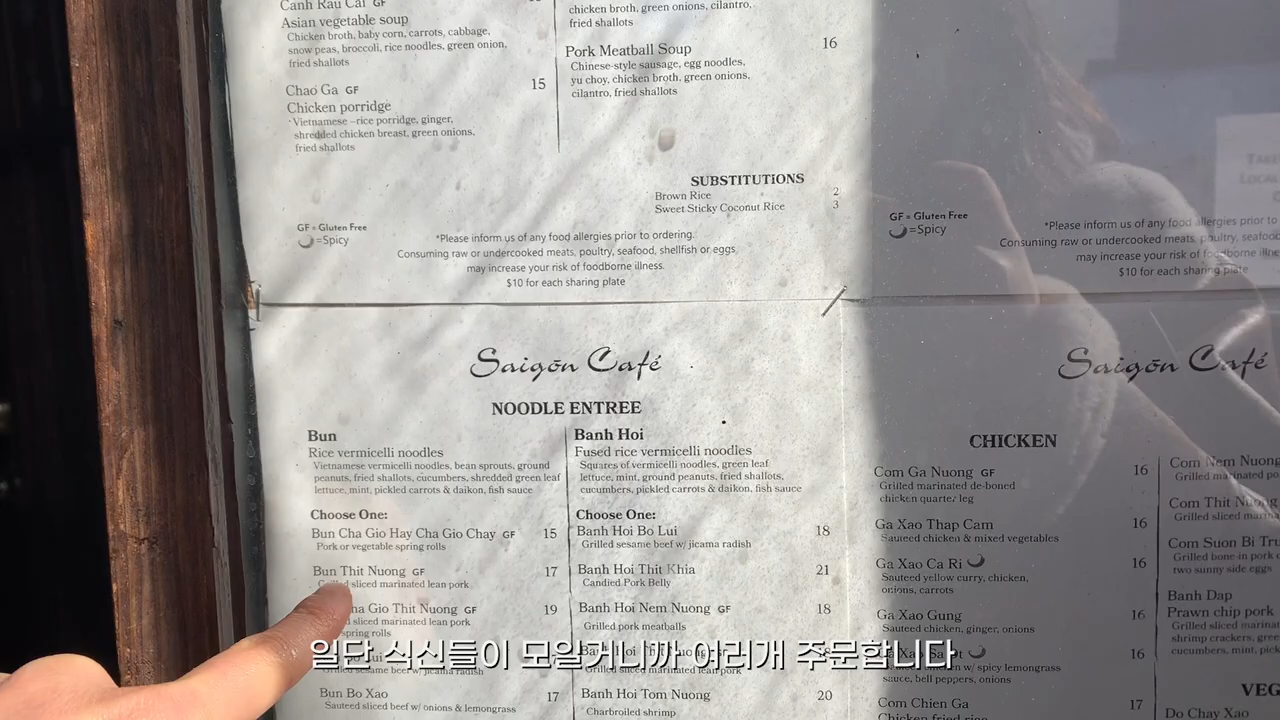 Canh Rau Cai GF
Asian vegetable soup
Chicken broth, baby corn, carrots, cabbage,
snow peas, broccoli, rice noodles, green onion,
fried shallots
Chao Ga GF 15
Chicken porridge
Vietnamese -rice porridge, ginger,
shredded chicken breast, green onions,
fried shallots
chicken broth, green onions, cilantro,
fried shallots
Pork Meatball Soup 16
Chinese-style sausage, egg noodles,
yu choy, chicken broth, green onions,
cilantro, fried shallots
SUBSTITUTIONS
Brown Rice 2
Sweet Sticky Coconut Rice 3
GF = Gluten Free
=Spicy
*Please inform us of any food allergies prior to ordering.
Consuming raw or undercooked meats, poultry, seafood, shellfish or eggs
may increase your risk of foodborne illness.
$10 for each sharing plate
GF = Gluten Free
=Spicy
*Please inform us of any food allergies prior to
Consuming raw or undercooked meats, poultry, seafood
may increase your risk of foodborne
$10 for each sharing plate
Saigōn Café
NOODLE ENTREE
Bun
Rice vermicelli noodles
Vietnamese vermicelli noodles, bean sprouts, ground
peanuts, fried shallots, cucumbers, shredded green leaf
lettuce, mint, pickled carrots & daikon, fish sauce
Choose One:
Bun Cha Gio Hay Cha Gio Chay GF 15
Pork or vegetable spring rolls
Bun Thit Nuong GF 17
Grilled sliced marinated lean pork
Gio Thit Nuong GF 19
sliced marinated lean pork
spring rolls
Grilled sesame beef w/ jicama radish
Bun Bo Xao 17
Sauteed sliced beef w/ onions & lemongrass
Banh Hoi
Fused rice vermicelli noodles
Squares of vermicelli noodles, green leaf
lettuce, mint, ground peanuts, fried shallots,
cucumbers, pickled carrots & daikon, fish sauce
Choose One:
Banh Hoi Bo Lui 18
Grilled sesame beef w/ jicama radish
Banh Hoi Thit Khia 21
Candied Pork Belly
Banh Hoi Nem Nuong GF 18
Grilled pork meatballs
Grilled sliced marinated lean pork
Banh Hoi Tom Nuong 20
Charbroiled shrimp
Saigōn Café
CHICKEN
Com Ga Nuong GF 16
Grilled marinated de-boned
chicken quarter leg
Ga Xao Thap Cam 16
Sauteed chicken & mixed vegetables
Ga Xao Ca Ri 16
Sauteed yellow curry, chicken,
onions, carrots
Ga Xao Gung 16
Sauteed chicken, ginger, onions
16
w/ spicy lemongrass
sauce, bell peppers, onions
Com Chien Ga 17
Chicken fried rice
Com Nem Nuong
Grilled marinated
Com Thit Nuong
Grilled sliced
Com Suon Bi
Grilled bone in pork
two sunny side eggs
Banh Dap
Prawn chip pork
Grilled sliced
shrimp crackers,
cucumbers, mint,
Do Chay Xao
일단 식신들이 모일거니까 여러개 주문합니다